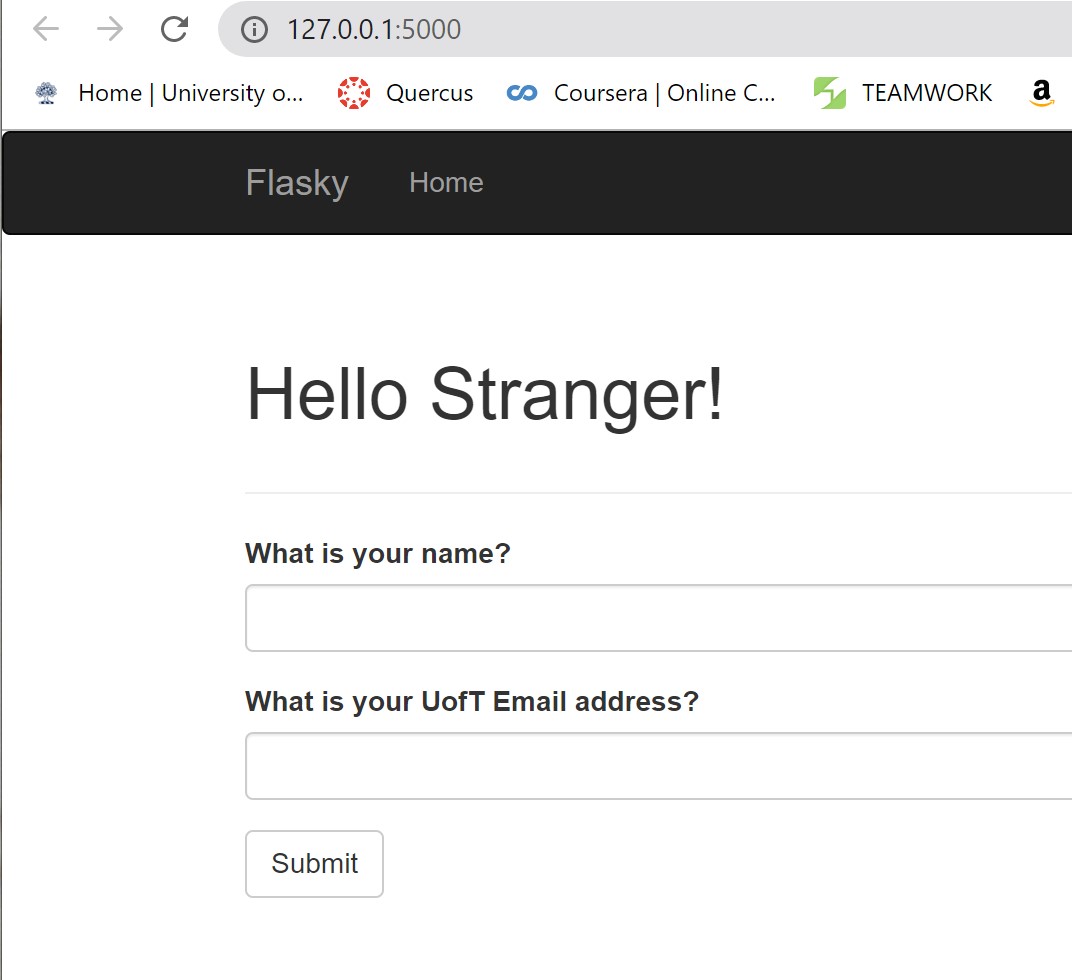 127.0.0.1:5000
Home | University o... Quercus Coursera | Online C... TEAMWORK a
Flasky Home
Hello Stranger!
What is your name?
What is your UofT Email address?
Submit